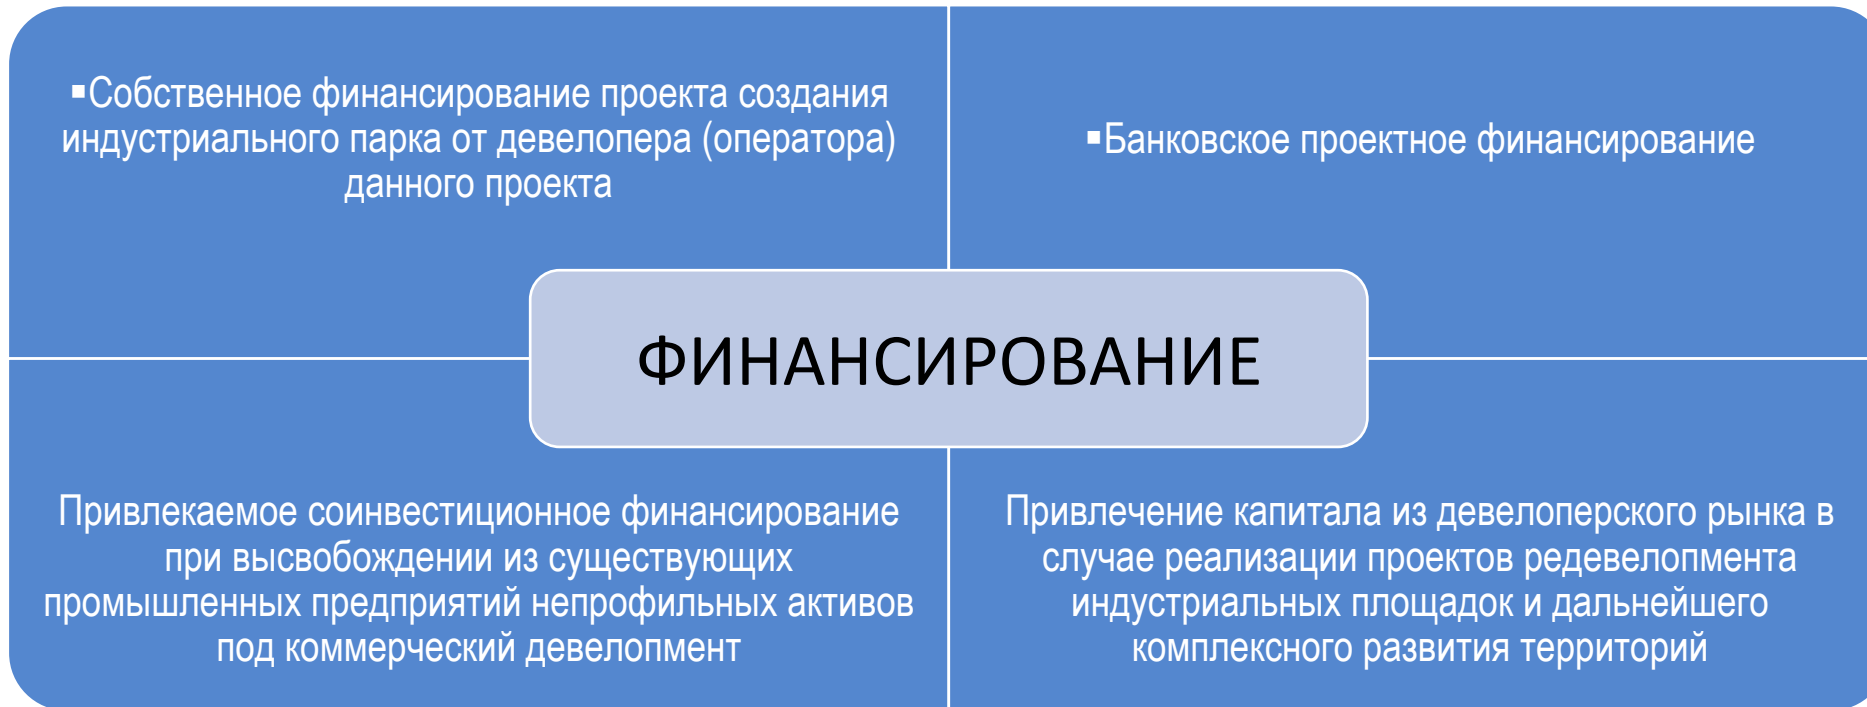 ▪Собственное финансирование проекта создания
индустриального парка от девелопера (оператора)
данного проекта
▪Банковское проектное финансирование
ФИНАНСИРОВАНИЕ
Привлекаемое соинвестиционное финансирование
при высвобождении из существующих
промышленных предприятий непрофильных активов
под коммерческий девелопмент
Привлечение капитала из девелоперского рынка в
случае реализации проектов редевелопмента
индустриальных площадок и дальнейшего
комплексного развития территорий